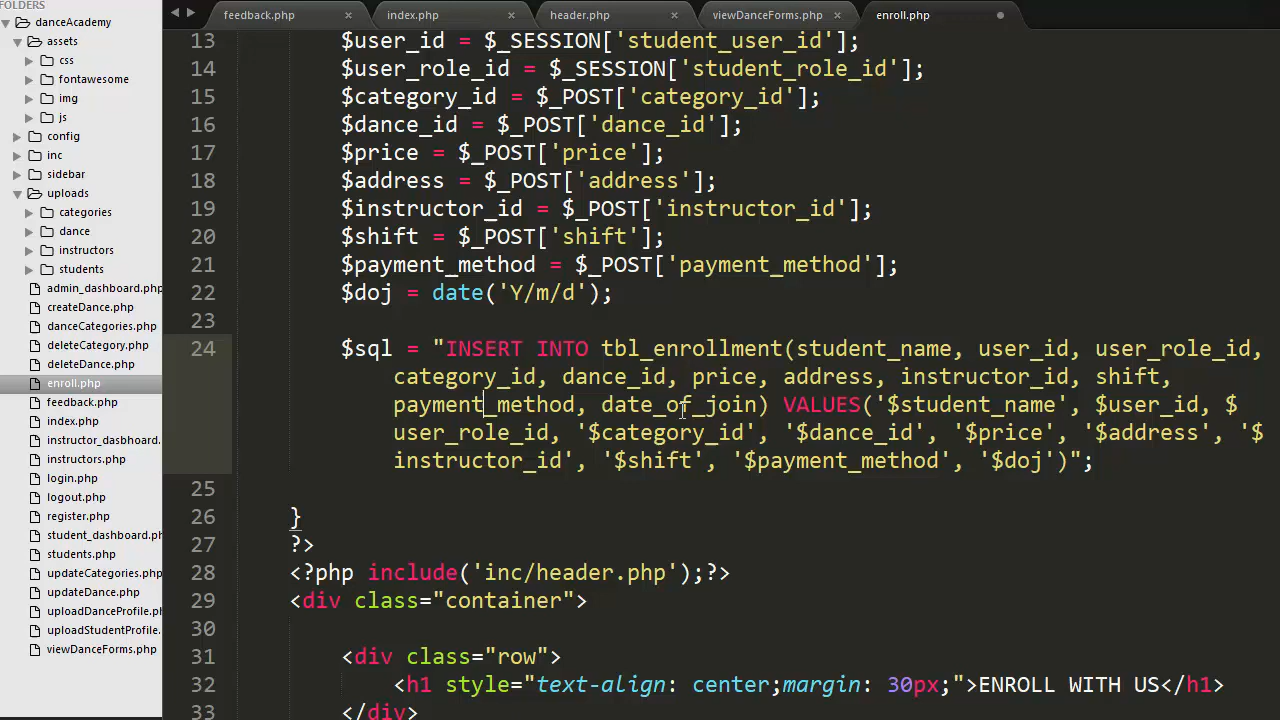 FOLDERS
danceAcademy
assets
css
fontawesome
img
js
config
inc
sidebar
uploads
categories
dance
instructors
students
admin_dashboard.php
createDance.php
danceCategories.php
deleteCategory.php
deleteDance.php
enroll.php
feedback.php
index.php
instructor_dashboar
instructors.php
login.php
logout.php
register.php
student_dashboard.p
students.php
updateCategories.php
updateDance.php
uploadDanceProfile.ph
uploadStudentProfile.
viewDanceForms.php
feedback.php × index.php × header.php × viewDanceForms.php × enroll.php
13 $user_id = $_SESSION['student_user_id'];
14 $user_role_id = $_SESSION['student_role_id'];
15 $category_id = $_POST['category_id'];
16 $dance_id = $_POST['dance_id'];
17 $price = $_POST['price'];
18 $address = $_POST['address'];
19 $instructor_id = $_POST['instructor_id'];
20 $shift = $_POST['shift'];
21 $payment_method = $_POST['payment_method'];
22 $doj = date('Y/m/d');
23
24 $sql = "INSERT INTO tbl_enrollment(student_name, user_id, user_role_id,
category_id, dance_id, price, address, instructor_id, shift,
payment_method, date_of_join) VALUES('$student_name', $user_id, $
user_role_id, '$category_id', '$dance_id', '$price', '$address', '$
instructor_id', '$shift', '$payment_method', '$doj')";
25
26 }
27 ?>
28 <?php include('inc/header.php');?>
29 <div class="container">
30
31 <div class="row">
32 <h1 style="text-align: center;margin: 30px;">ENROLL WITH US</h1>
33 </div>